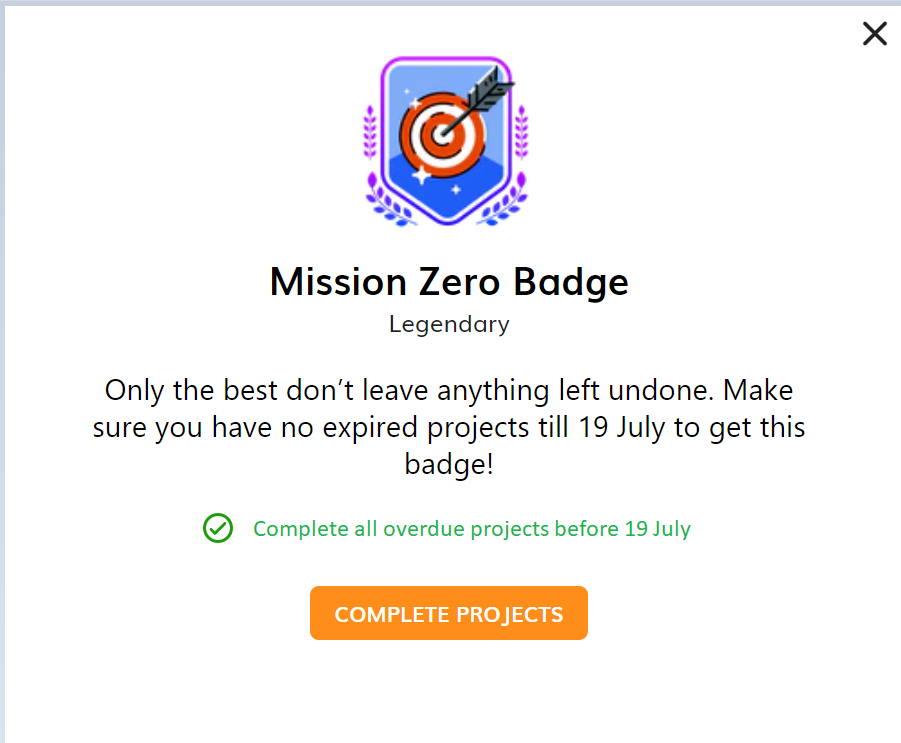 Mission Zero Badge
Legendary
Only the best don’t leave anything left undone. Make
sure you have no expired projects till 19 July to get this
badge!
Complete all overdue projects before 19 July
COMPLETE PROJECTS